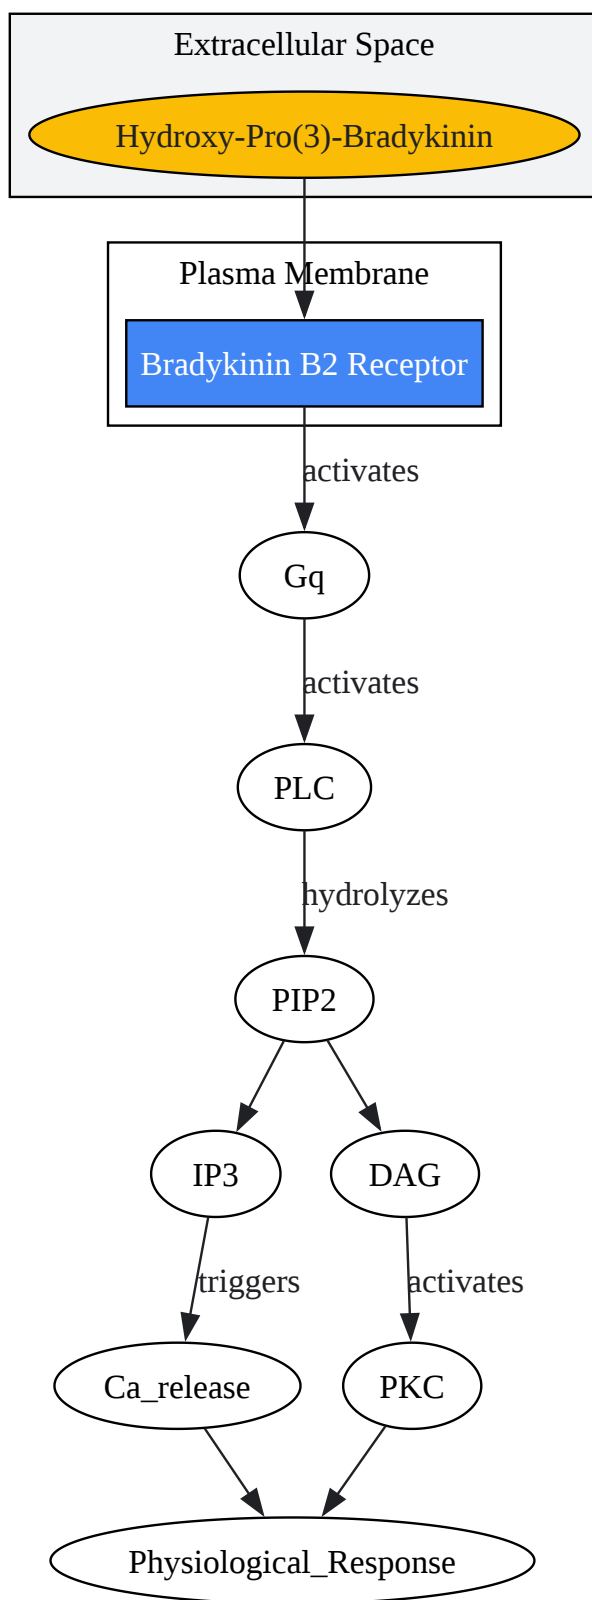 Extracellular Space
Hydroxy-Pro(3)-Bradykinin
Plasma Membrane
Bradykinin B2 Receptor
activates
Gq
activates
PLC
hydrolyzes
PIP2
IP3
DAG
triggers
activates
Ca_release
PKC
Physiological_Response